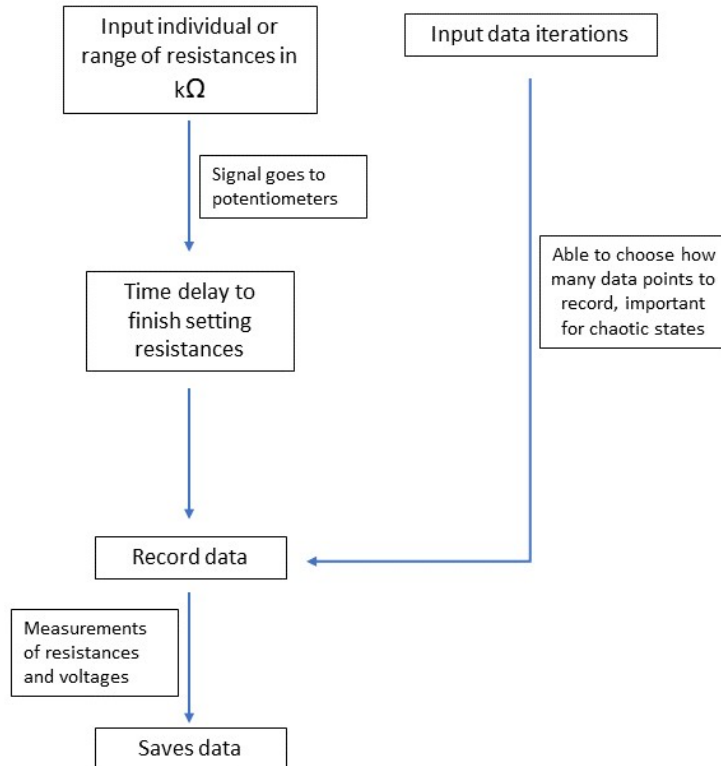 Input individual or
range of resistances in
kΩ
Input data iterations
Signal goes to
potentiometers
Able to choose how
many data points to
record, important
for chaotic states
Time delay to
finish setting
resistances
Record data
Measurements
of resistances
and voltages
Saves data